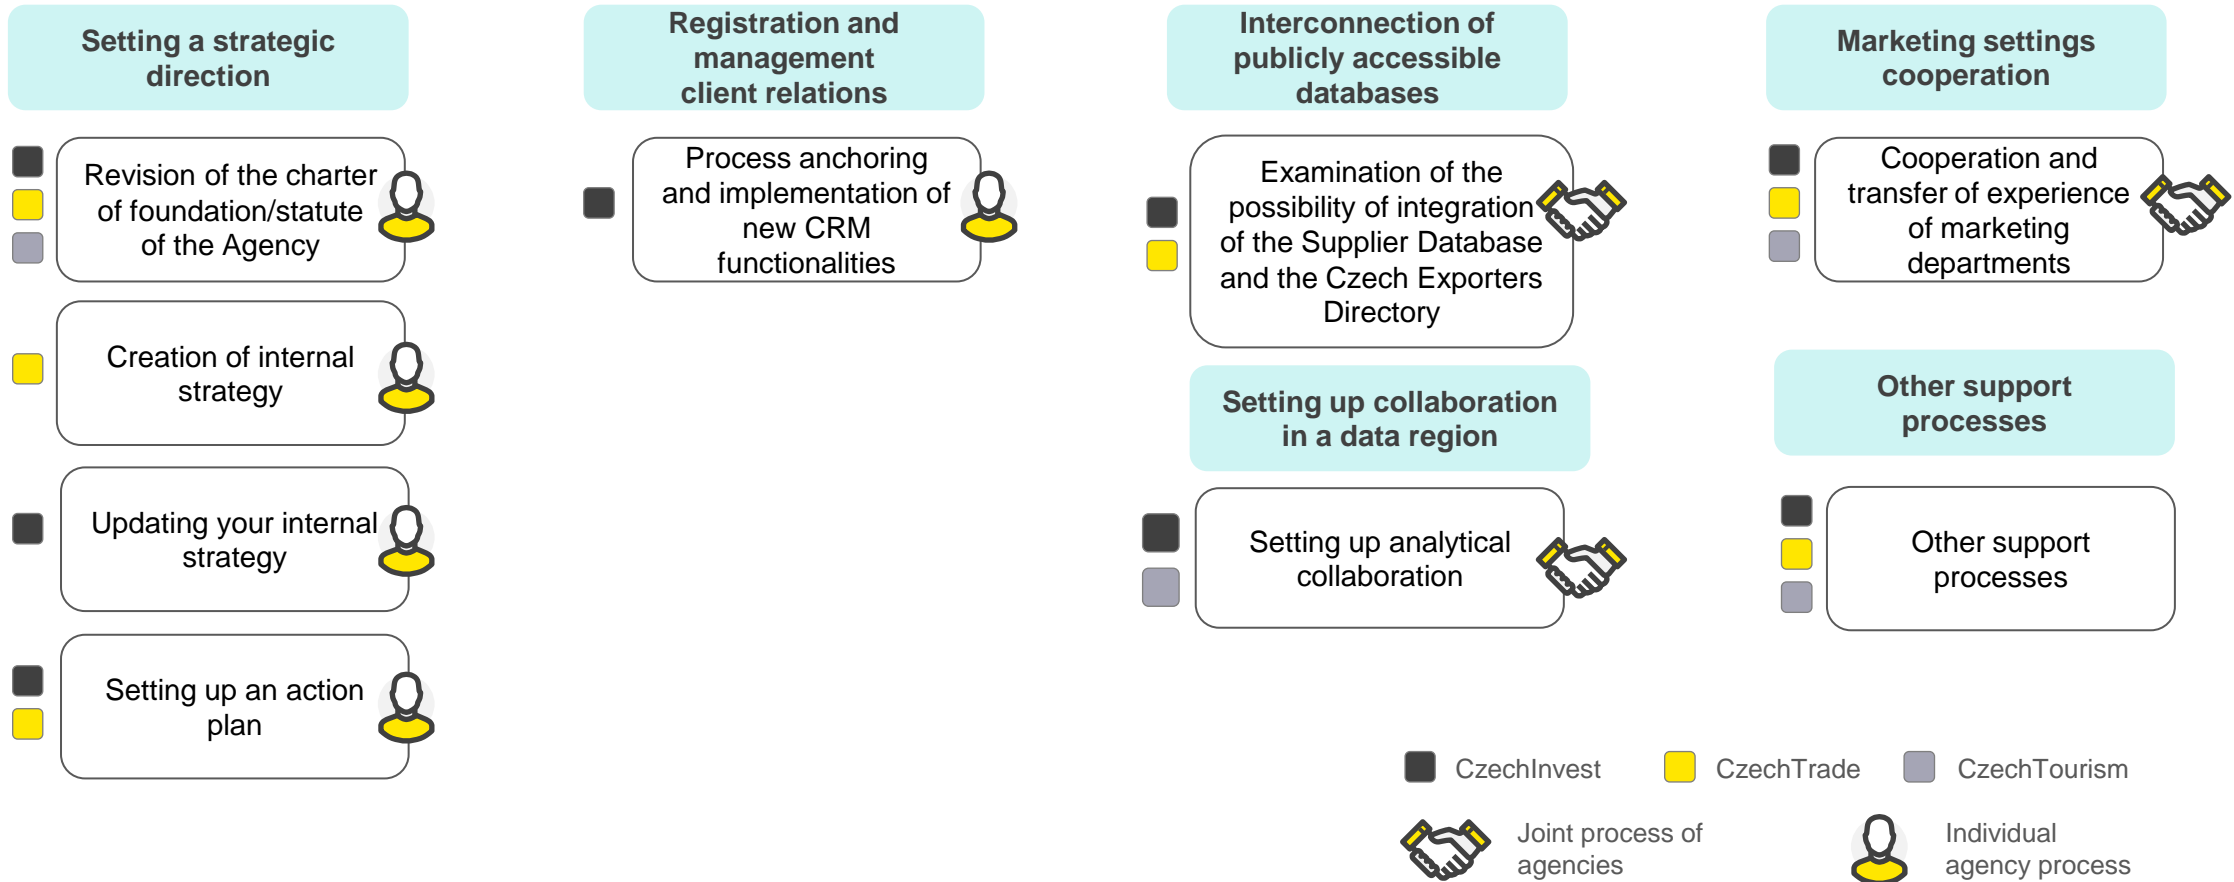 Setting a strategic
direction
Revision of the charter
of foundation/statute
of the Agency
Creation of internal
strategy
Updating your internal
strategy
Setting up an action
plan
Registration and
management
client relations
Process anchoring
and implementation of
new CRM
functionalities
Interconnection of
publicly accessible
databases
Examination of the
possibility of integration
of the Supplier Database
and the Czech Exporters
Directory
Setting up collaboration
in a data region
Setting up analytical
collaboration
Marketing settings
cooperation
Cooperation and
transfer of experience
of marketing
departments
Other support
processes
Other support
processes
CzechInvest
CzechTrade
CzechTourism
Joint process of
agencies
Individual
agency process